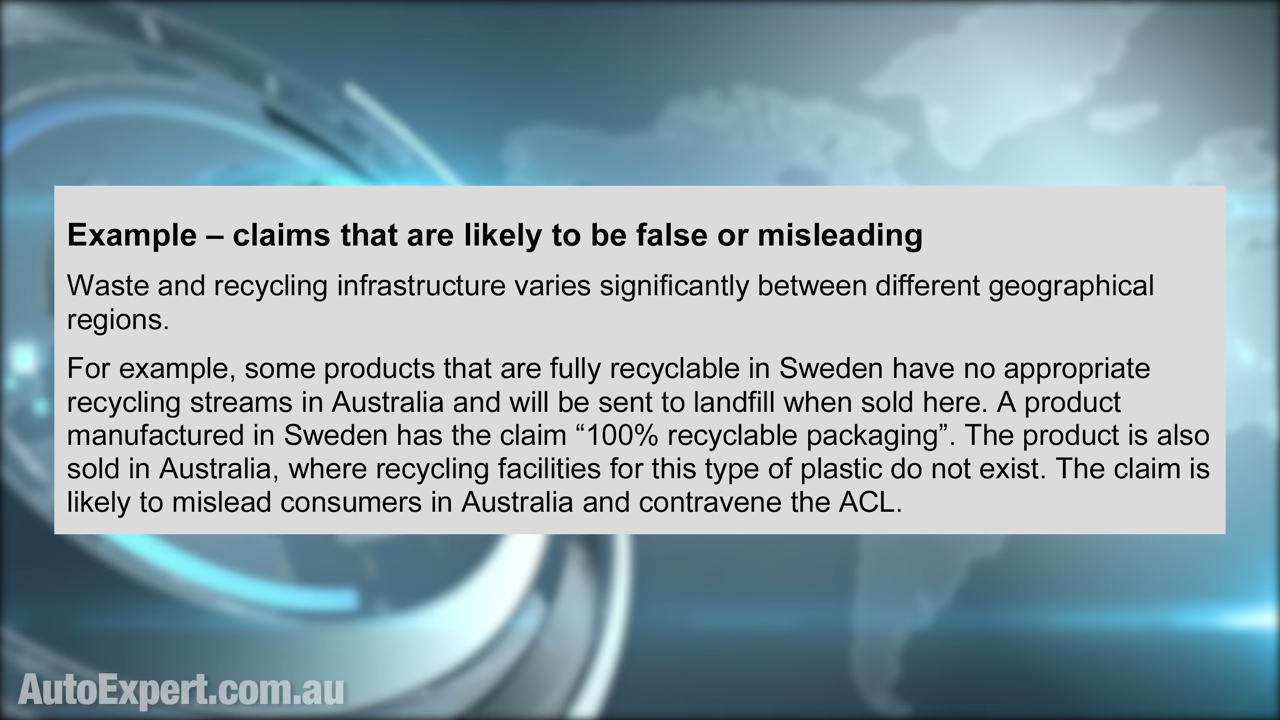 Example – claims that are likely to be false or misleading
Waste and recycling infrastructure varies significantly between different geographical
regions.
For example, some products that are fully recyclable in Sweden have no appropriate
recycling streams in Australia and will be sent to landfill when sold here. A product
manufactured in Sweden has the claim “100% recyclable packaging”. The product is also
sold in Australia, where recycling facilities for this type of plastic do not exist. The claim is
likely to mislead consumers in Australia and contravene the ACL.
AutoExpert.com.au